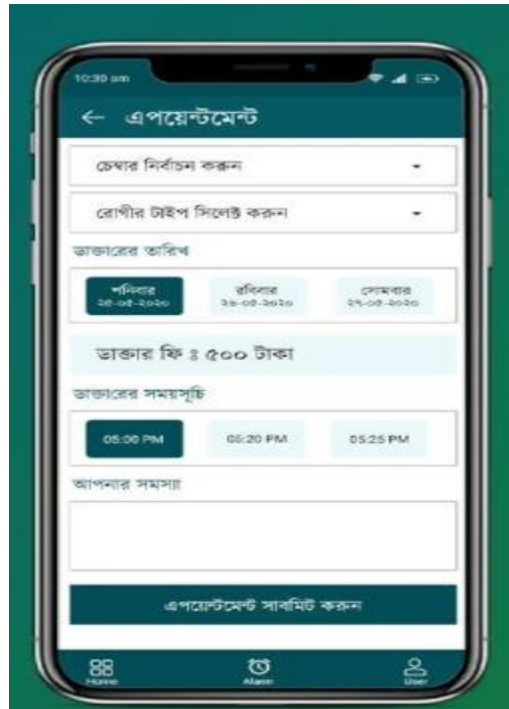 10:30 am
এপয়েন্টমেন্ট
চেম্বার নির্বাচন করুন
রোগীর টাইপ সিলেক্ট করুন
ডাক্তারের তারিখ
শনিবার রবিবার সোমবার
ডাক্তার ফি ঃ ৫০০ টাকা
ডাক্তারের সময়সূচি
05:00 PM 05:20 PM 05:25 PM
আপনার সমস্যা
এপয়েন্টমেন্ট সাবমিট করুন
Home Alarm User